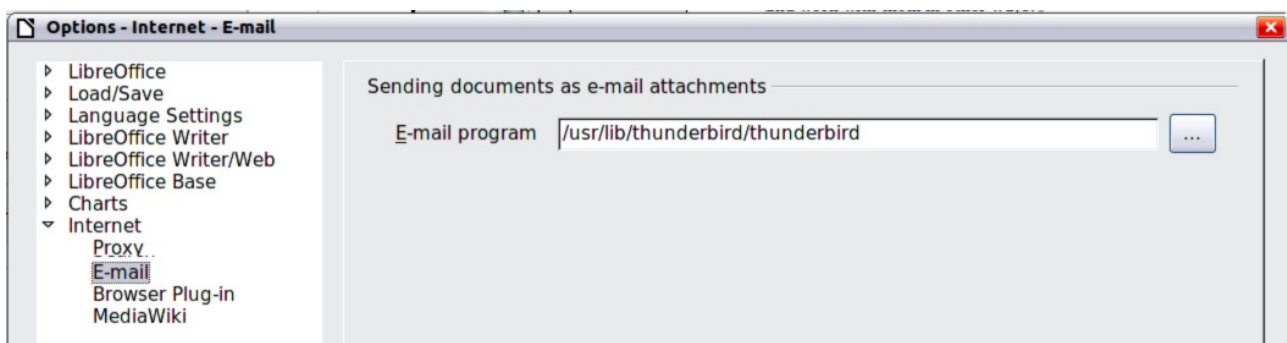 Options - Internet - E-mail
LibreOffice
Load/Save
Language Settings
LibreOffice Writer
LibreOffice Writer/Web
LibreOffice Base
Charts
Internet
Proxy
E-mail
Browser Plug-in
MediaWiki
Sending documents as e-mail attachments
E-mail program /usr/lib/thunderbird/thunderbird ...